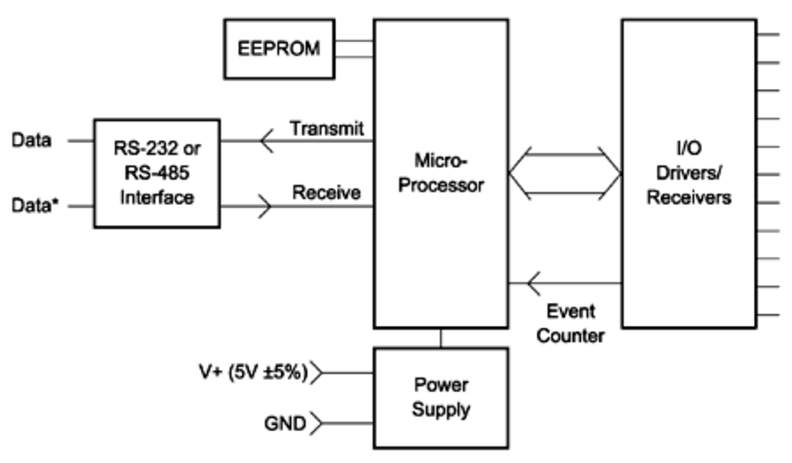 EEPROM
Data
RS-232 or
RS-485
Interface
Data*
Transmit
Receive
Micro-
Processor
I/O
Drivers/
Receivers
Event
Counter
V+ (5V ±5%)
GND
Power
Supply